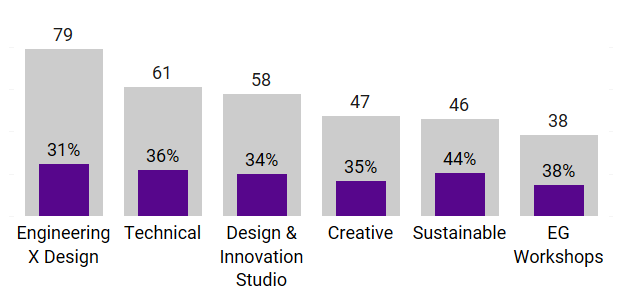 79
61
58
47
46
38
31%
36%
34%
35%
44%
38%
Engineering
X Design
Technical
Design &
Innovation
Studio
Creative
Sustainable
EG
Workshops